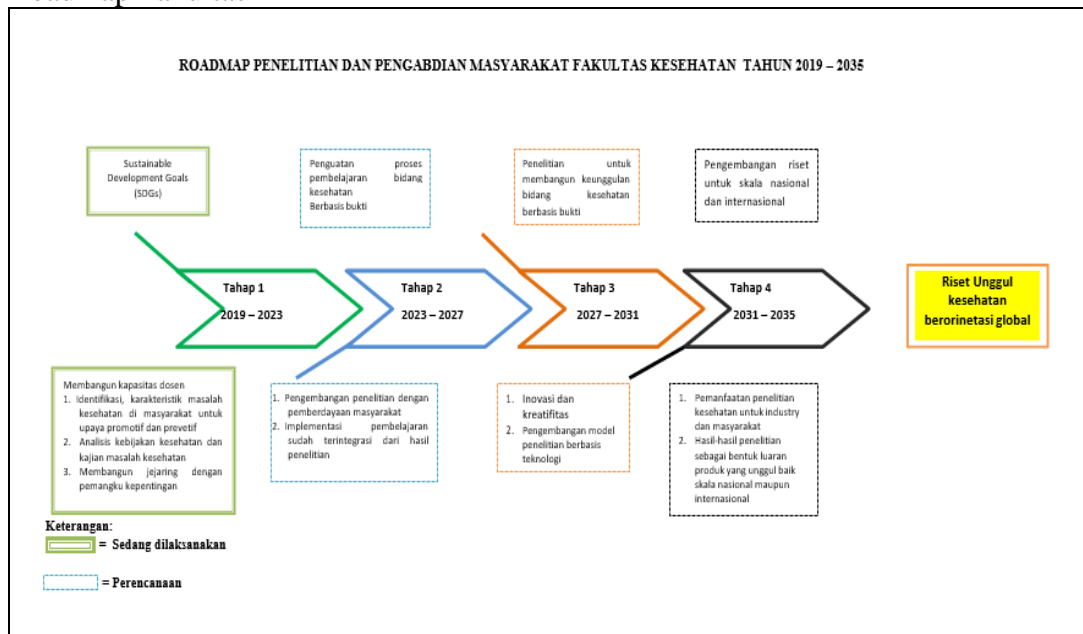 ROADMAP PENELITIAN DAN PENGABDIAN MASYARAKAT FAKULTAS KESEHATAN TAHUN 2019 – 2035
Sustainable
Development Goals
(SDGs)
Penguatan proses
pembelajaran bidang
kesehatan
Berbasis bukti
Penelitian untuk
membangun keunggulan
bidang kesehatan
berbasis bukti
Pengembangan riset
untuk skala nasional
dan internasional
Tahap 1
2019 – 2023
Tahap 2
2023 – 2027
Tahap 3
2027 – 2031
Tahap 4
2031 – 2035
Riset Unggul
kesehatan
berorinetasi global
Membangun kapasitas dosen
1. Identifikasi, karakteristik masalah
kesehatan di masyarakat untuk
upaya promotif dan prevetif
2. Analisis kebijakan kesehatan dan
kajian masalah kesehatan
3. Membangun jejaring dengan
pemangku kepentingan
1. Pengembangan penelitian dengan
pemberdayaan masyarakat
2. Implementasi pembelajaran
sudah terintegrasi dari hasil
penelitian
1. Inovasi dan
kreatifitas
2. Pengembangan model
penelitian berbasis
teknologi
1. Pemanfaatan penelitian
kesehatan untuk industry
dan masyarakat
2. Hasil-hasil penelitian
sebagai bentuk luaran
produk yang unggul baik
skala nasional maupun
internasional
Keterangan:
= Sedang dilaksanakan
= Perencanaan